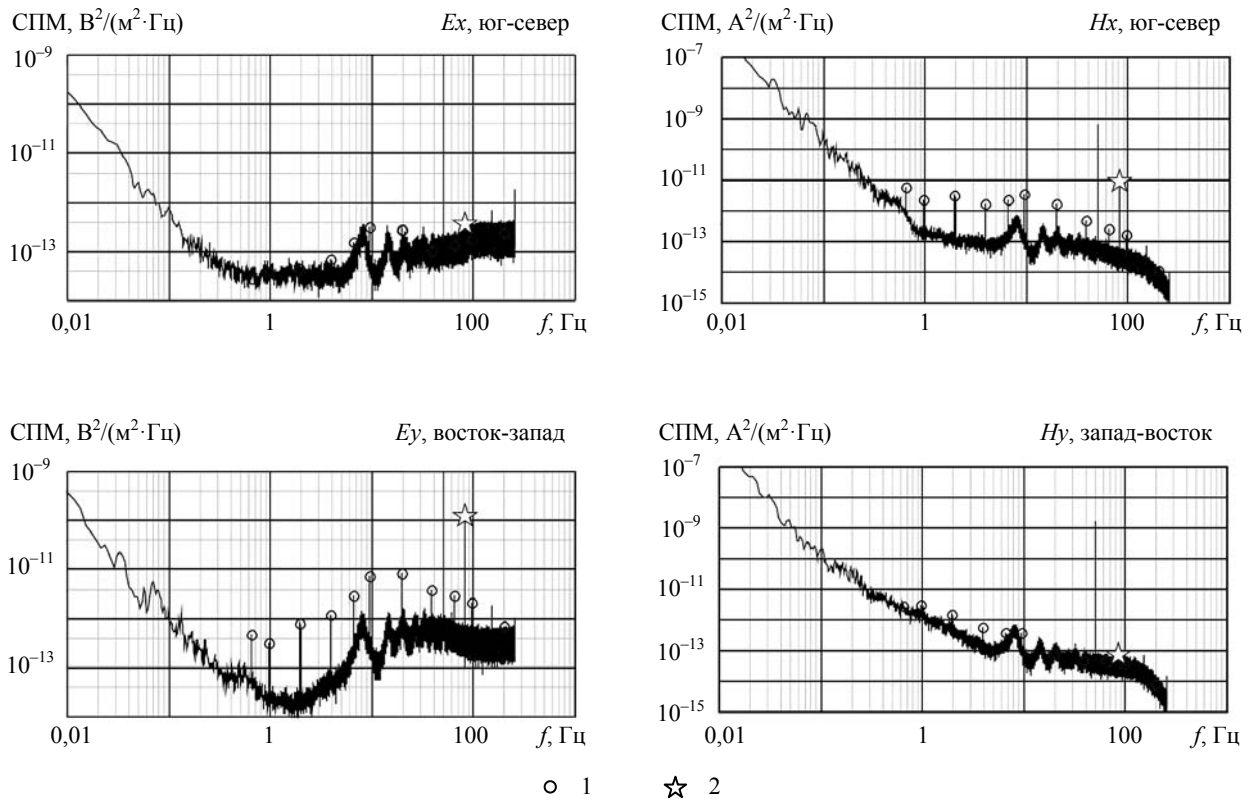 СПМ, В²/(м²·Гц) Ex, юг-север
10⁻⁹
10⁻¹¹
10⁻¹³
0,01 1 100 f, Гц
СПМ, А²/(м²·Гц) Hx, юг-север
10⁻⁷
10⁻⁹
10⁻¹¹
10⁻¹³
10⁻¹⁵
0,01 1 100 f, Гц
СПМ, В²/(м²·Гц) Ey, восток-запад
10⁻⁹
10⁻¹¹
10⁻¹³
0,01 1 100 f, Гц
СПМ, А²/(м²·Гц) Hy, запад-восток
10⁻⁷
10⁻⁹
10⁻¹¹
10⁻¹³
10⁻¹⁵
0,01 1 100 f, Гц
1 2